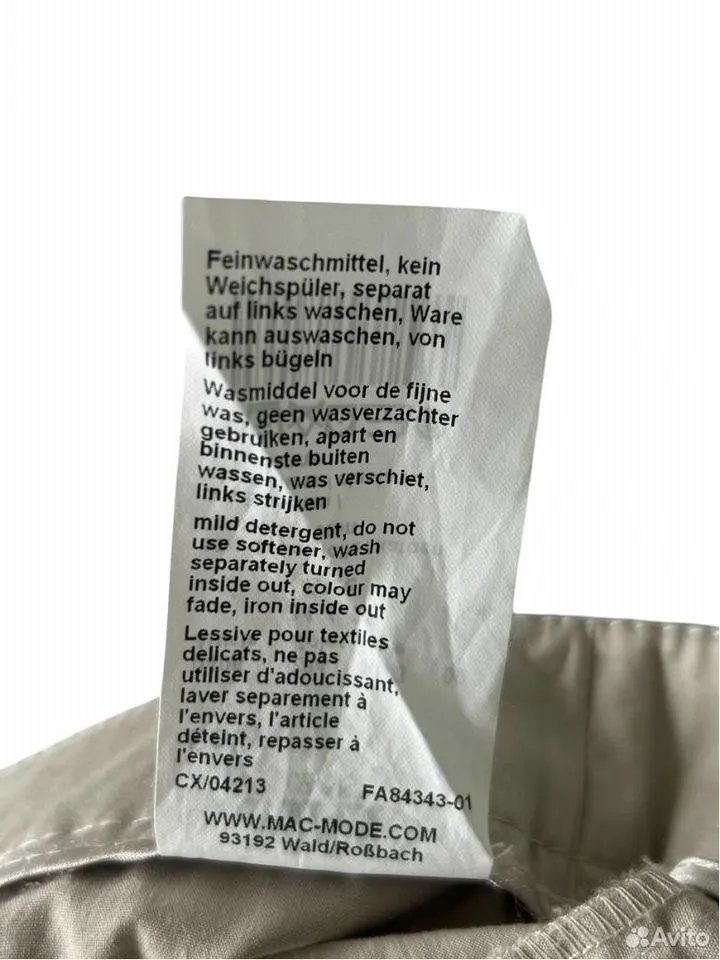 Feinwaschmittel, kein
Weichspüler, separat
auf links waschen, Ware
kann auswaschen, von
links bügeln
Wasmiddel voor de fijne
was, geen wasverzachter
gebruiken, apart en
binnenste buiten
wassen, was verschiet,
links strijken
mild detergent, do not
use softener, wash
separately turned
inside out, colour may
fade, iron inside out
Lessive pour textiles
delicats, ne pas
utiliser d'adoucissant,
laver separement à
l'envers, l'article
déteint, repasser à
l'envers
CX/04213 FA84343-01
WWW.MAC-MODE.COM
93192 Wald/Roßbach
Avito